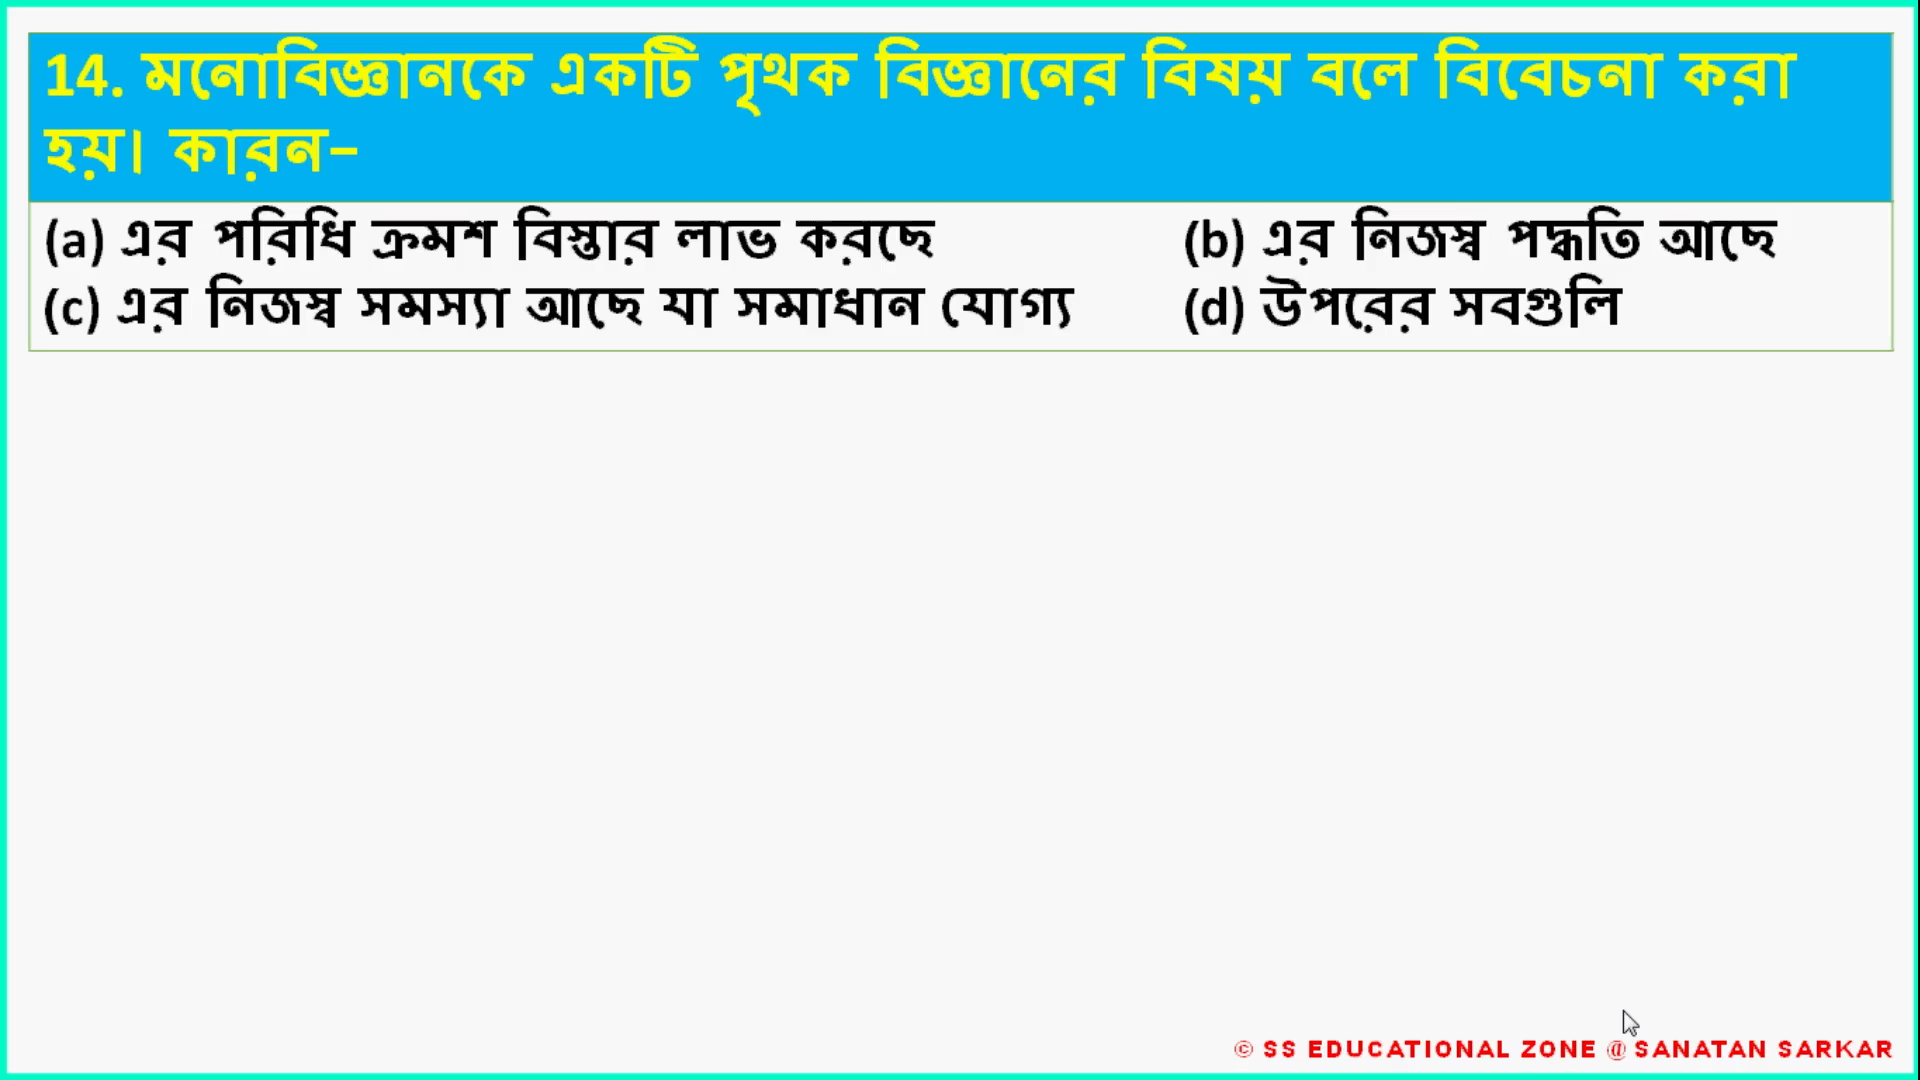 14. মনোবিজ্ঞানকে একটি পৃথক বিজ্ঞানের বিষয় বলে বিবেচনা করা
হয়। কারন–
(a) এর পরিধি ক্রমশ বিস্তার লাভ করছে (b) এর নিজস্ব পদ্ধতি আছে
(c) এর নিজস্ব সমস্যা আছে যা সমাধান যোগ্য (d) উপরের সবগুলি
© SS EDUCATIONAL ZONE @ SANATAN SARKAR